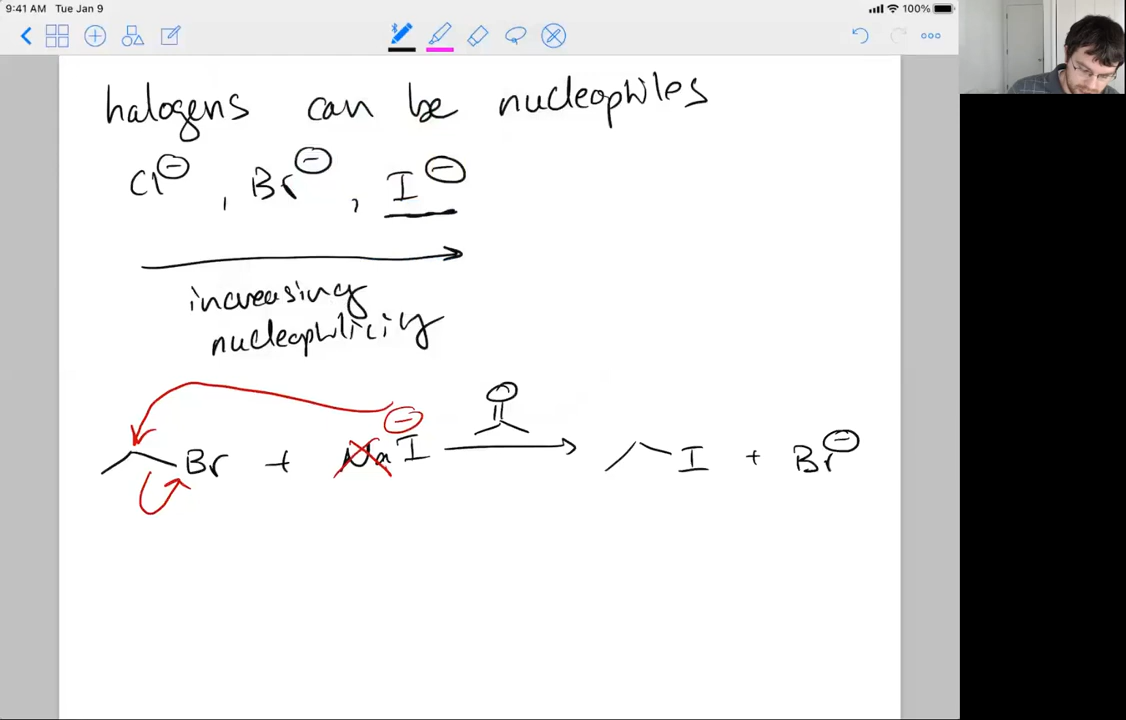 9:41 AM Tue Jan 9 100%
halogens can be nucleophiles
Cl⊖, Br⊖, I⊖
increasing
nucleophilicity
O
Br + NaI⊖ I + Br⊖